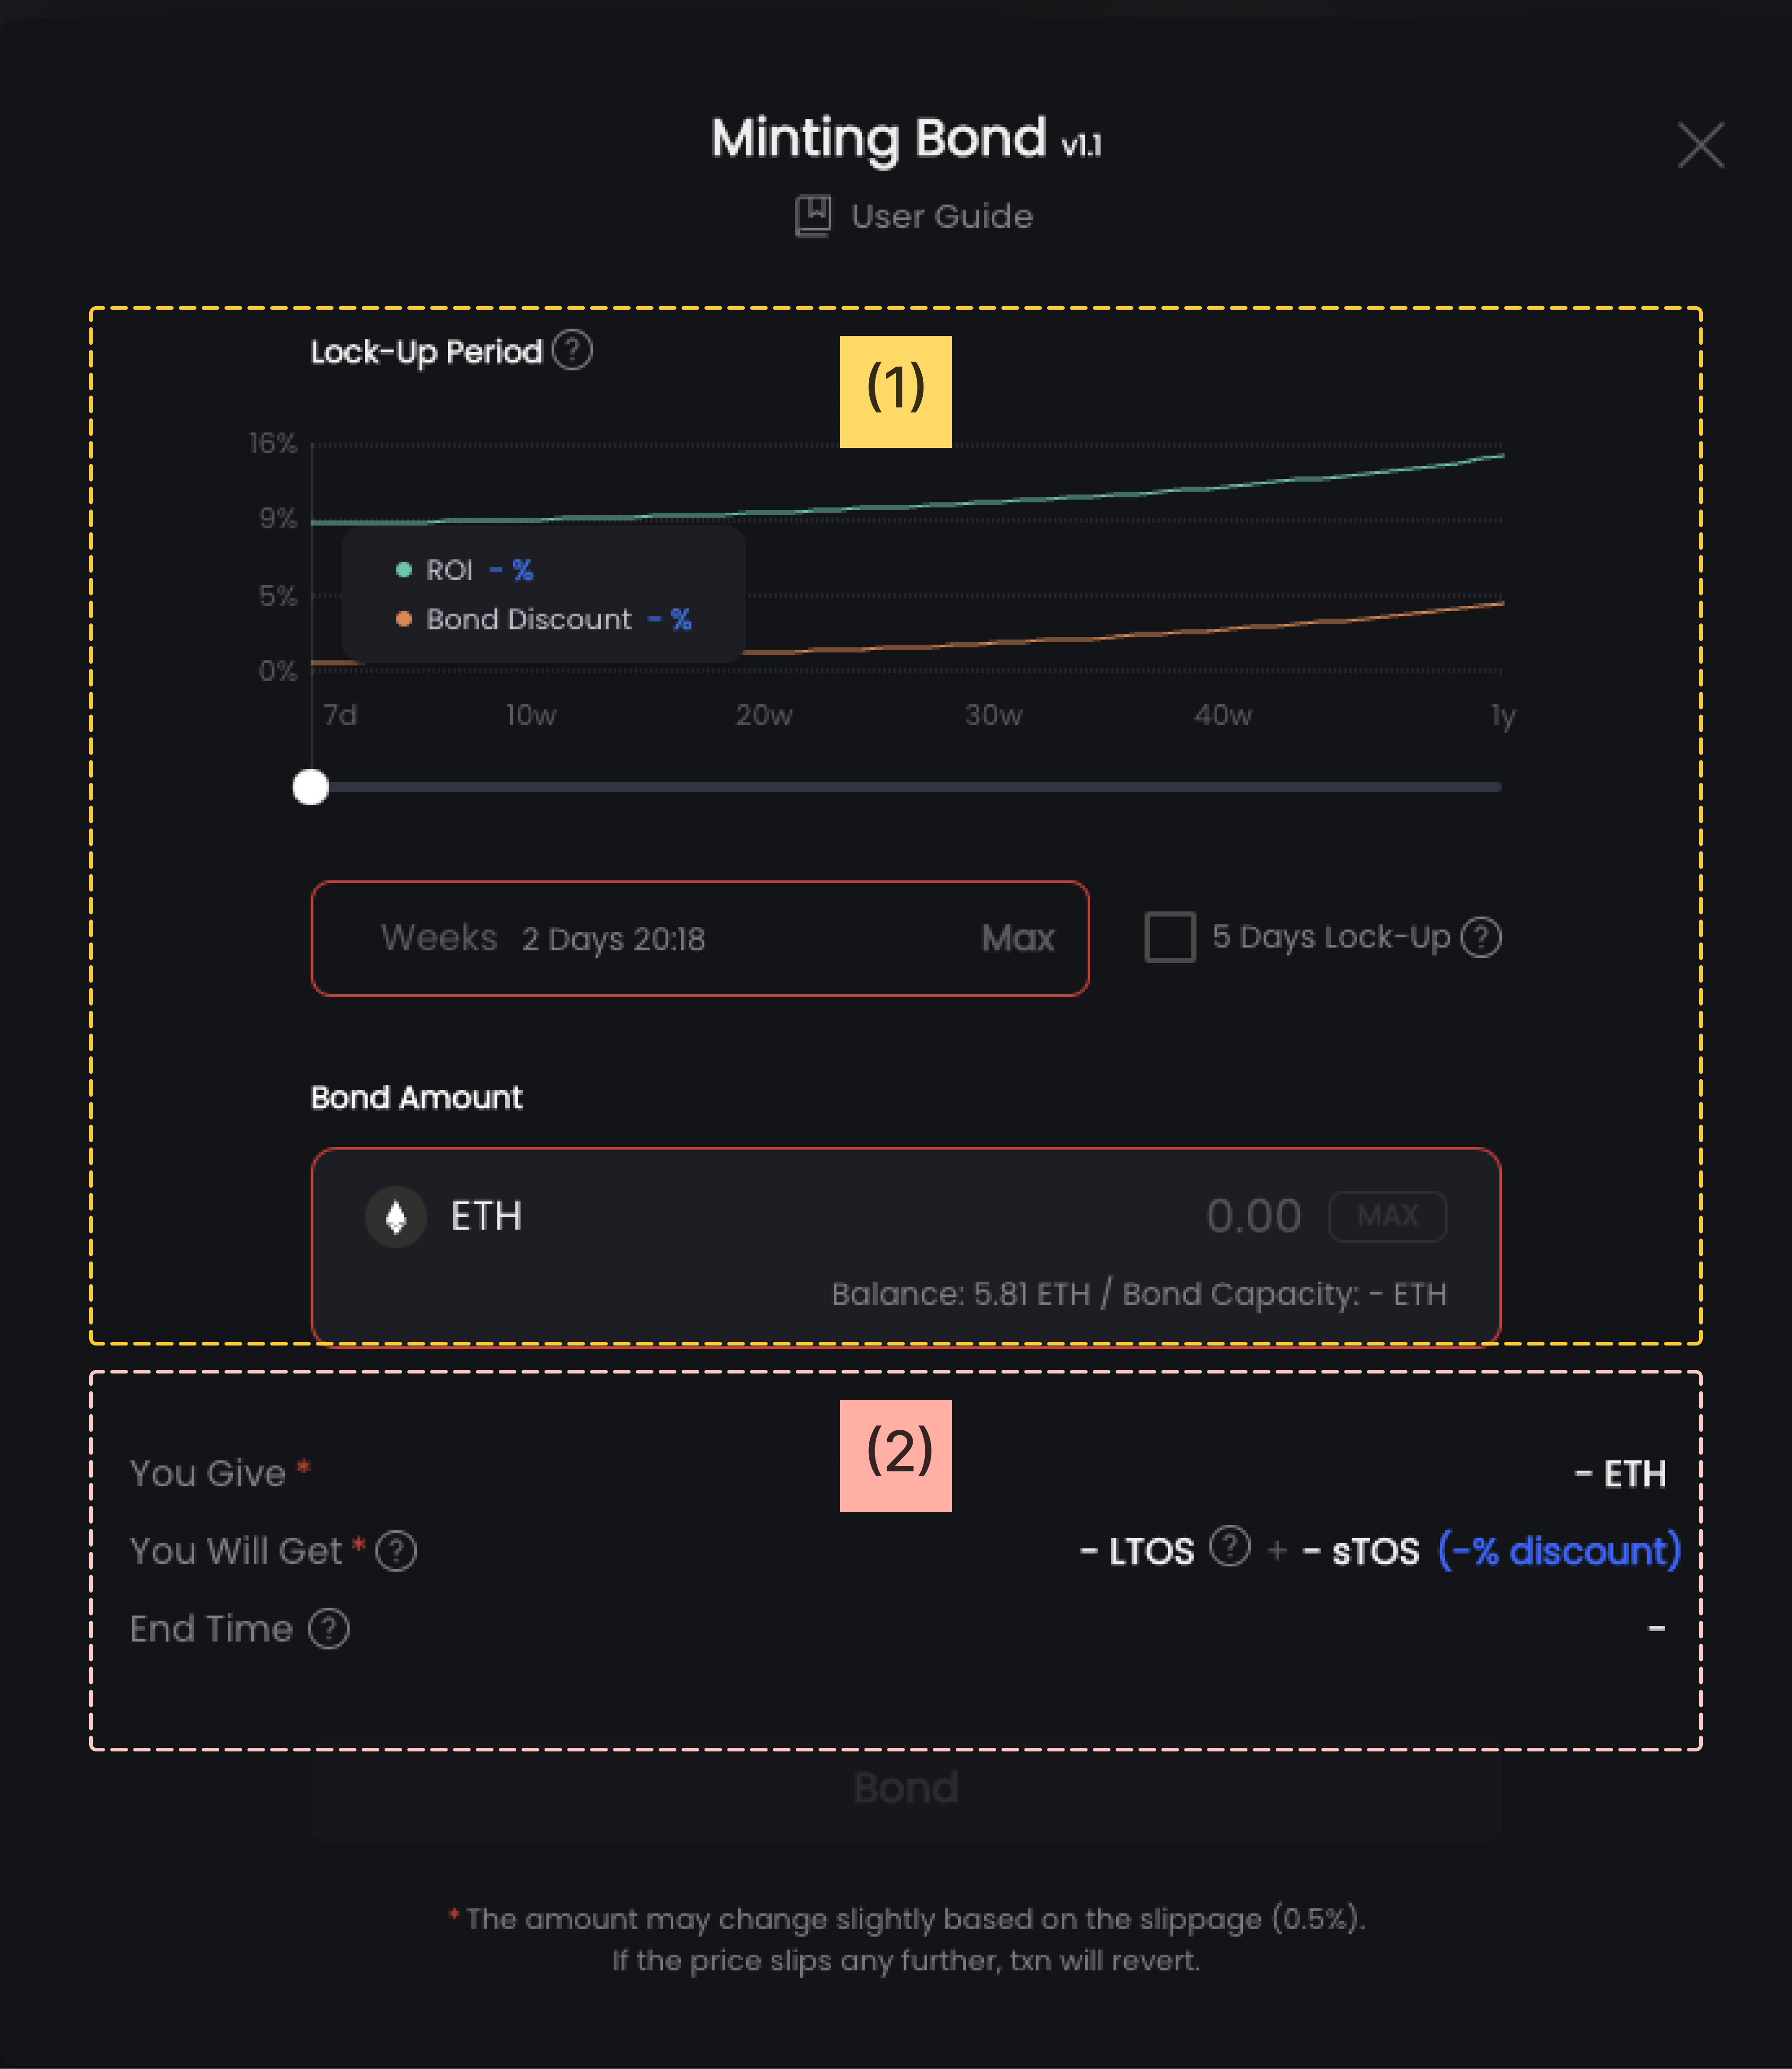 Minting Bond v1.1
User Guide
Lock-Up Period ?
(1)
16%
9%
5%
0%
ROI - %
Bond Discount - %
7d 10w 20w 30w 40w 1y
Weeks 2 Days 20:18 Max
5 Days Lock-Up ?
Bond Amount
ETH 0.00 MAX
Balance: 5.81 ETH / Bond Capacity: - ETH
(2)
You Give * - ETH
You Will Get * ? - LTOS ? + - sTOS (-% discount)
End Time ? -
Bond
* The amount may change slightly based on the slippage (0.5%).
If the price slips any further, txn will revert.